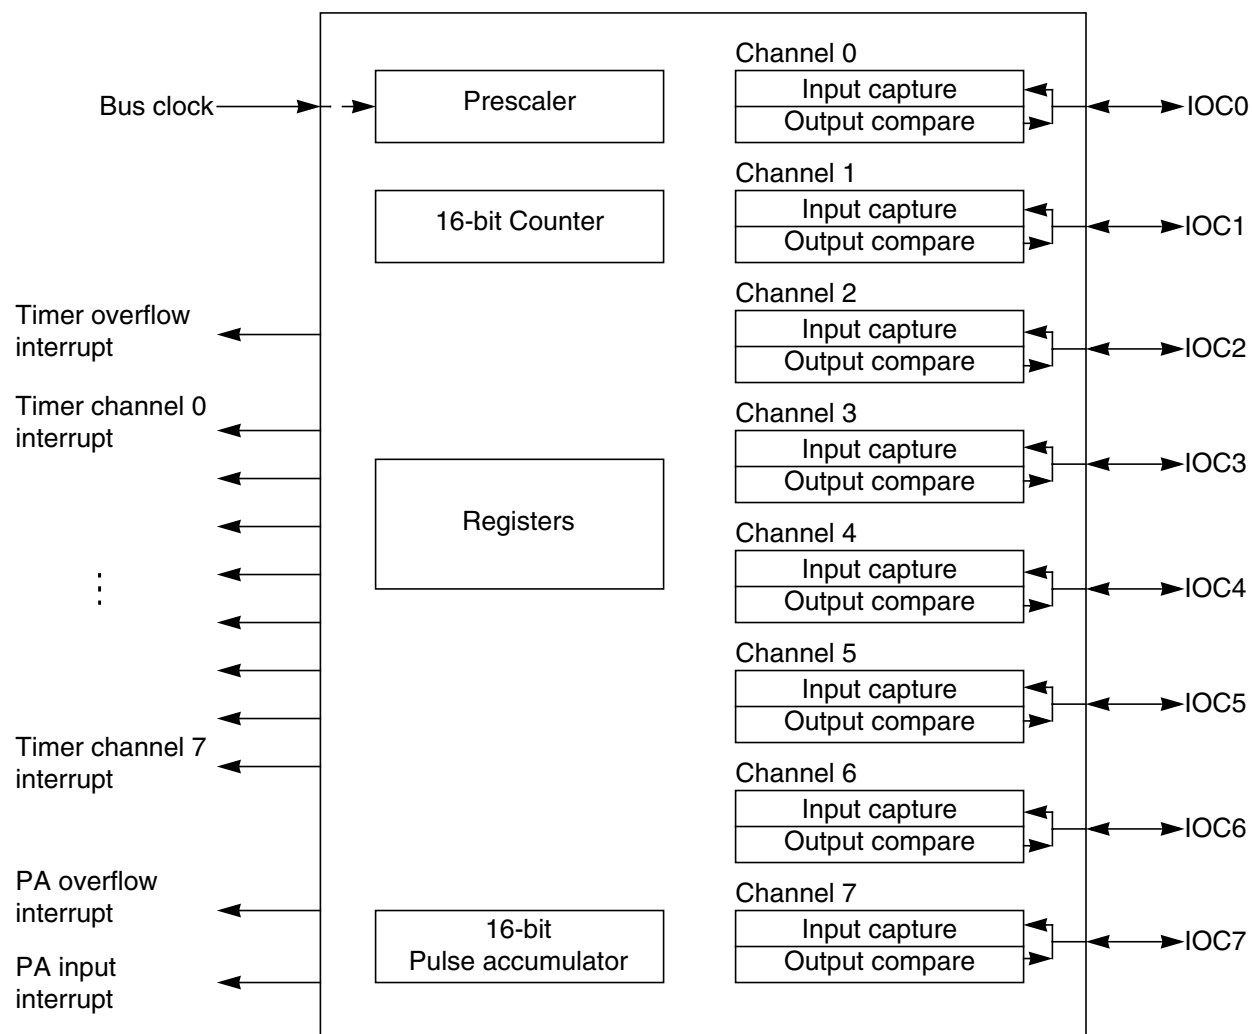 Channel 0
Bus clock
Prescaler
Input capture
Output compare
IOC0
Channel 1
16-bit Counter
Input capture
Output compare
IOC1
Channel 2
Timer overflow
interrupt
Input capture
Output compare
IOC2
Timer channel 0
interrupt
Channel 3
Input capture
Output compare
IOC3
Registers
Channel 4
Input capture
Output compare
IOC4
Channel 5
Input capture
Output compare
IOC5
Timer channel 7
interrupt
Channel 6
Input capture
Output compare
IOC6
PA overflow
interrupt
Channel 7
16-bit
Pulse accumulator
Input capture
Output compare
IOC7
PA input
interrupt